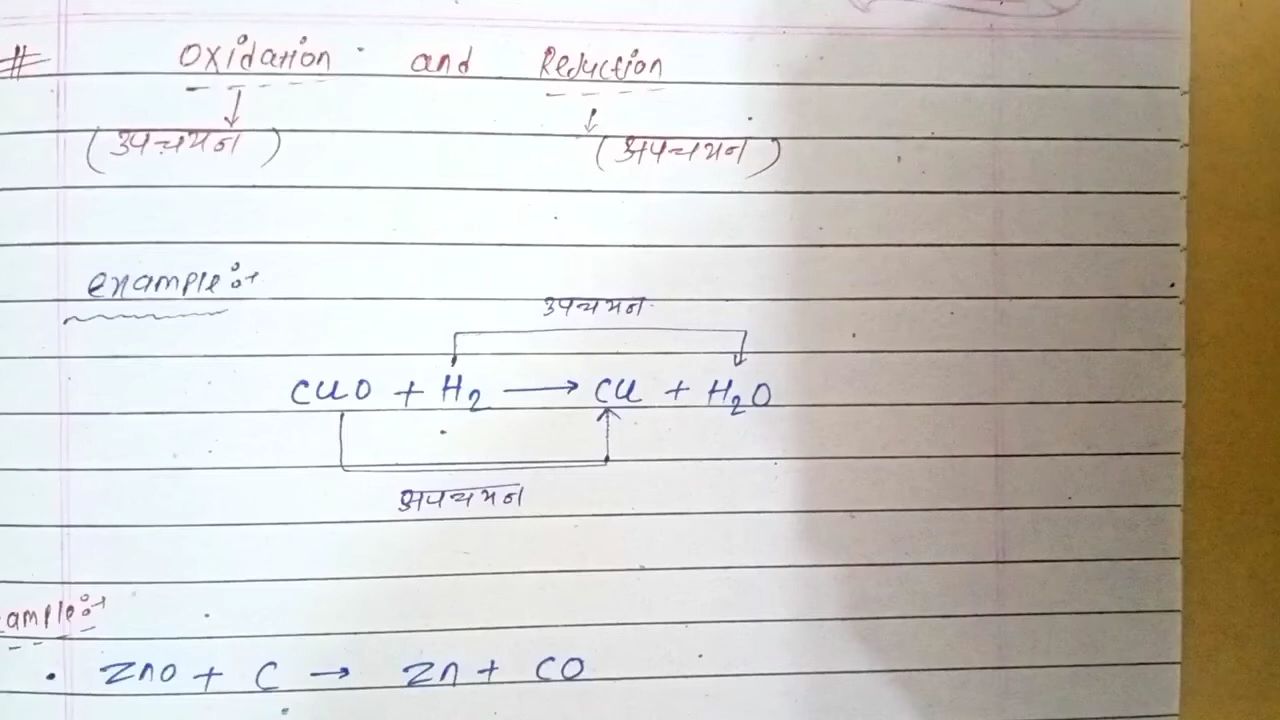 # Oxidation and Reduction
(उपचयन) (अपचयन)
example:-
उपचयन
CuO + H₂ ⟶ Cu + H₂O
अपचयन
ample:-
• ZnO + C → Zn + CO